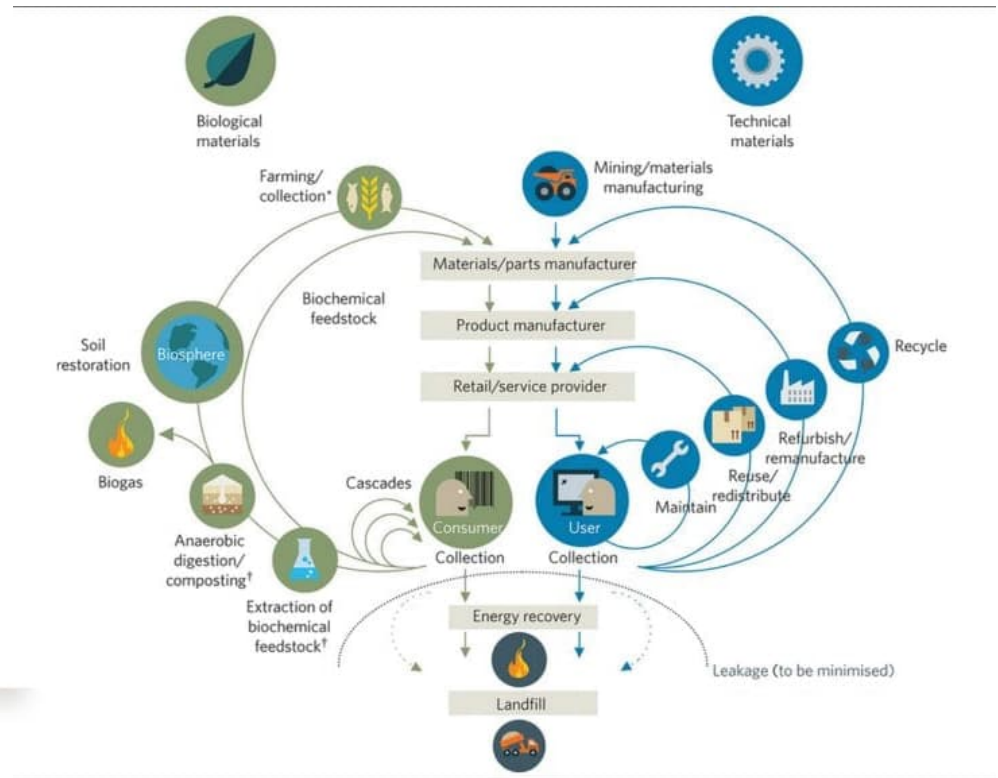 Biological
materials
Technical
materials
Farming/
collection*
Mining/materials
manufacturing
Materials/parts manufacturer
Biochemical
feedstock
Product manufacturer
Soil
restoration
Biosphere
Recycle
Retail/service provider
Refurbish/
remanufacture
Biogas
Cascades
Reuse/
redistribute
Maintain
Consumer
User
Anaerobic
digestion/
composting†
Collection
Collection
Extraction of
biochemical
feedstock†
Energy recovery
Leakage (to be minimised)
Landfill